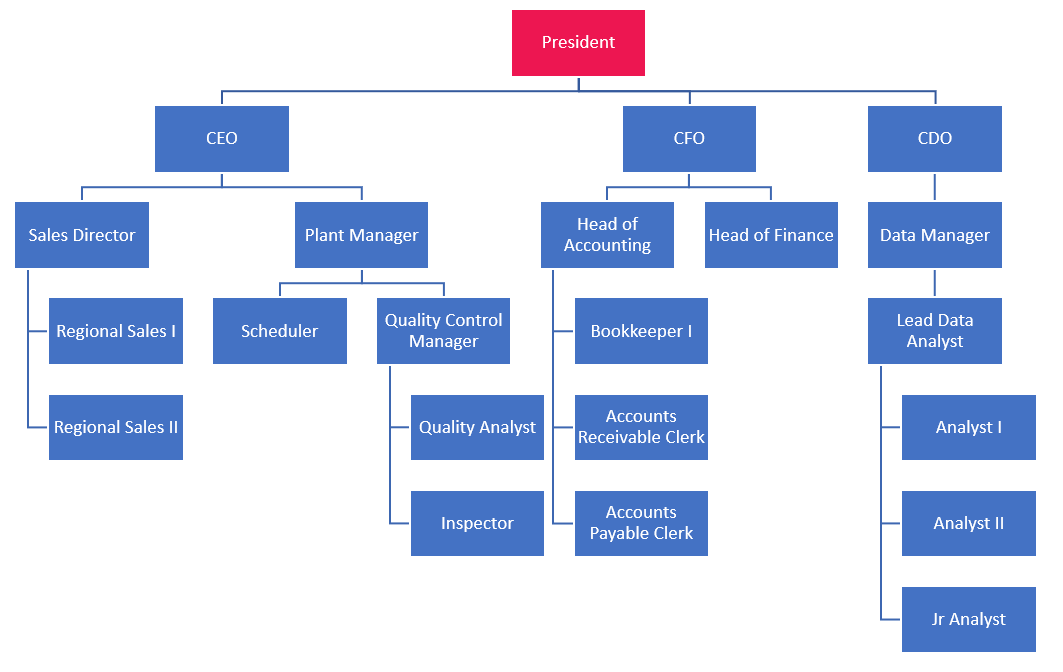 President
CEO
CFO
CDO
Sales Director
Plant Manager
Head of
Accounting
Head of Finance
Data Manager
Regional Sales I
Scheduler
Quality Control
Manager
Bookkeeper I
Lead Data
Analyst
Regional Sales II
Quality Analyst
Accounts
Receivable Clerk
Analyst I
Inspector
Accounts
Payable Clerk
Analyst II
Jr Analyst